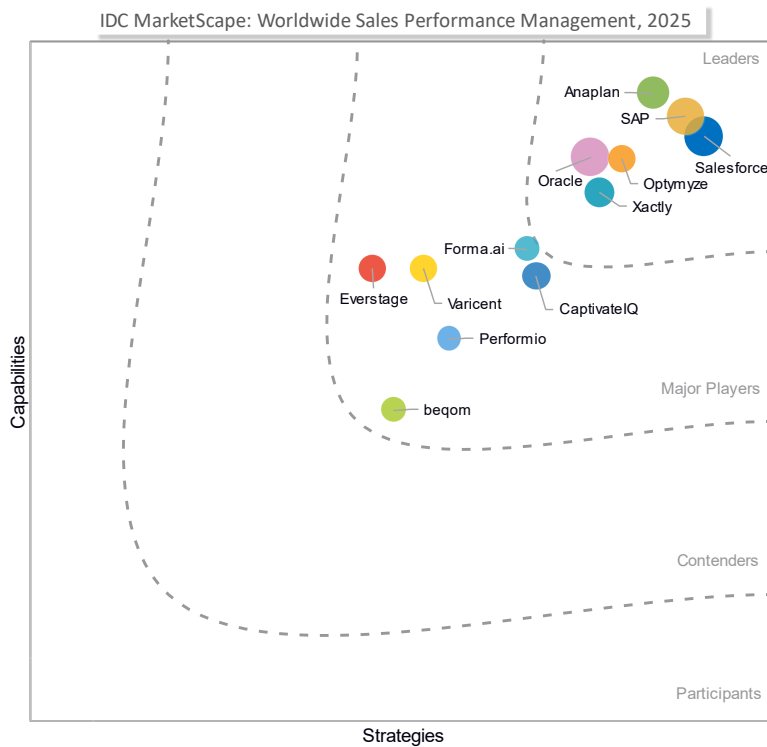 IDC MarketScape: Worldwide Sales Performance Management, 2025
Leaders
Anaplan
SAP
Salesforce
Oracle
Optymyze
Xactly
Forma.ai
Everstage
Varicent
CaptivateIQ
Performio
Major Players
beqom
Capabilities
Contenders
Participants
Strategies